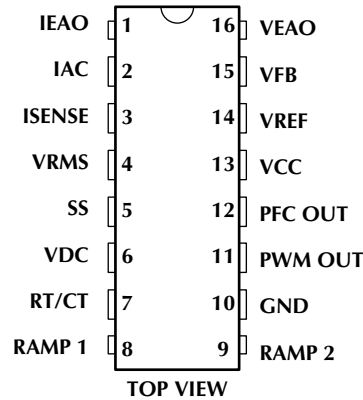 IEAO 1 16 VEAO
IAC 2 15 VFB
ISENSE 3 14 VREF
VRMS 4 13 VCC
SS 5 12 PFC OUT
VDC 6 11 PWM OUT
RT/CT 7 10 GND
RAMP 1 8 9 RAMP 2
TOP VIEW